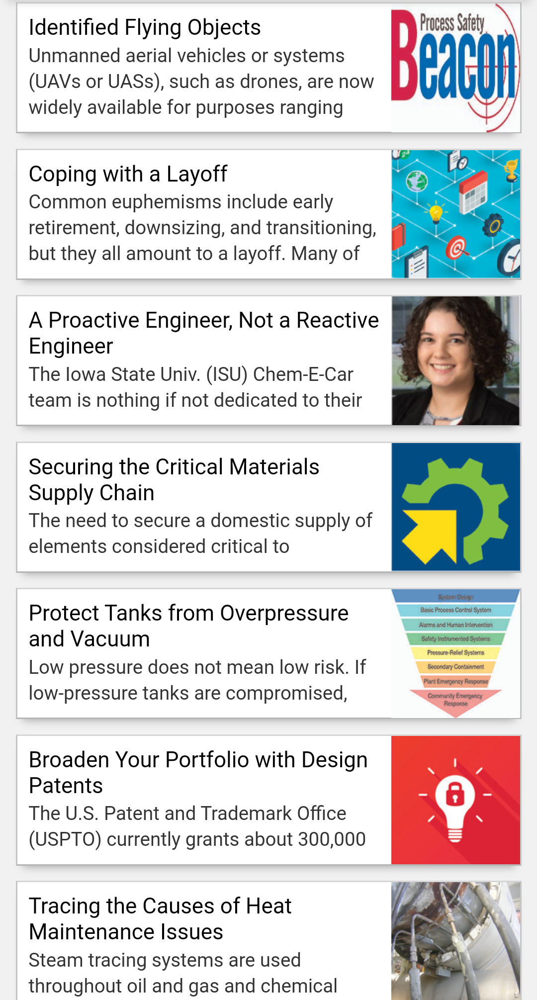 Identified Flying Objects
Unmanned aerial vehicles or systems
(UAVs or UASs), such as drones, are now
widely available for purposes ranging
Process Safety
Beacon
Coping with a Layoff
Common euphemisms include early
retirement, downsizing, and transitioning,
but they all amount to a layoff. Many of
24
A Proactive Engineer, Not a Reactive
Engineer
The Iowa State Univ. (ISU) Chem-E-Car
team is nothing if not dedicated to their
Securing the Critical Materials
Supply Chain
The need to secure a domestic supply of
elements considered critical to
Protect Tanks from Overpressure
and Vacuum
Low pressure does not mean low risk. If
low-pressure tanks are compromised,
System Design
Basic Process Control System
Alarms and Human Intervention
Safety Instrumented Systems
Pressure-Relief Systems
Secondary Containment
Plant Emergency Response
Community Emergency
Response
Broaden Your Portfolio with Design
Patents
The U.S. Patent and Trademark Office
(USPTO) currently grants about 300,000
Tracing the Causes of Heat
Maintenance Issues
Steam tracing systems are used
throughout oil and gas and chemical